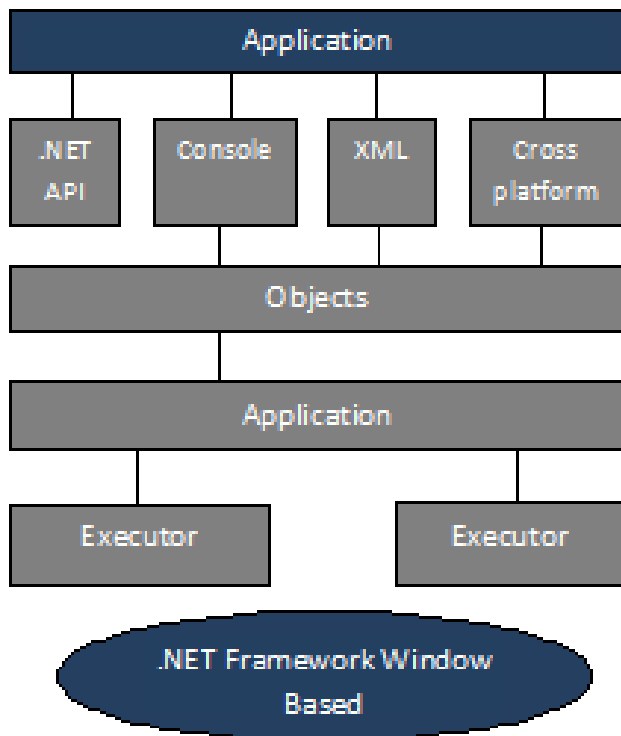 Application
.NET
API
Console
XML
Cross
platform
Objects
Application
Executor
Executor
.NET Framework Window
Based